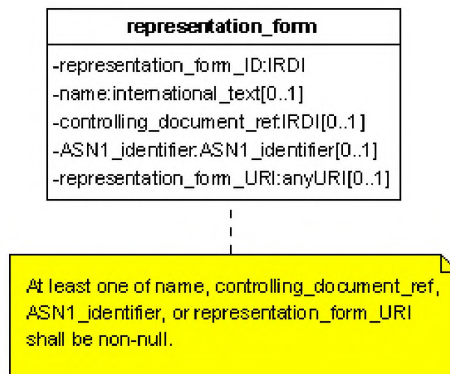 representation_form
-representation_form_ID:IRDI
-name:international_text[0..1]
-controlling_document_ref:IRDI[0..1]
-ASN1_identifier:ASN1_identifier[0..1]
-representation_form_URI:anyURI[0..1]
At least one of name, controlling_document_ref,
ASN1_identifier, or representation_form_URI
shall be non-null.